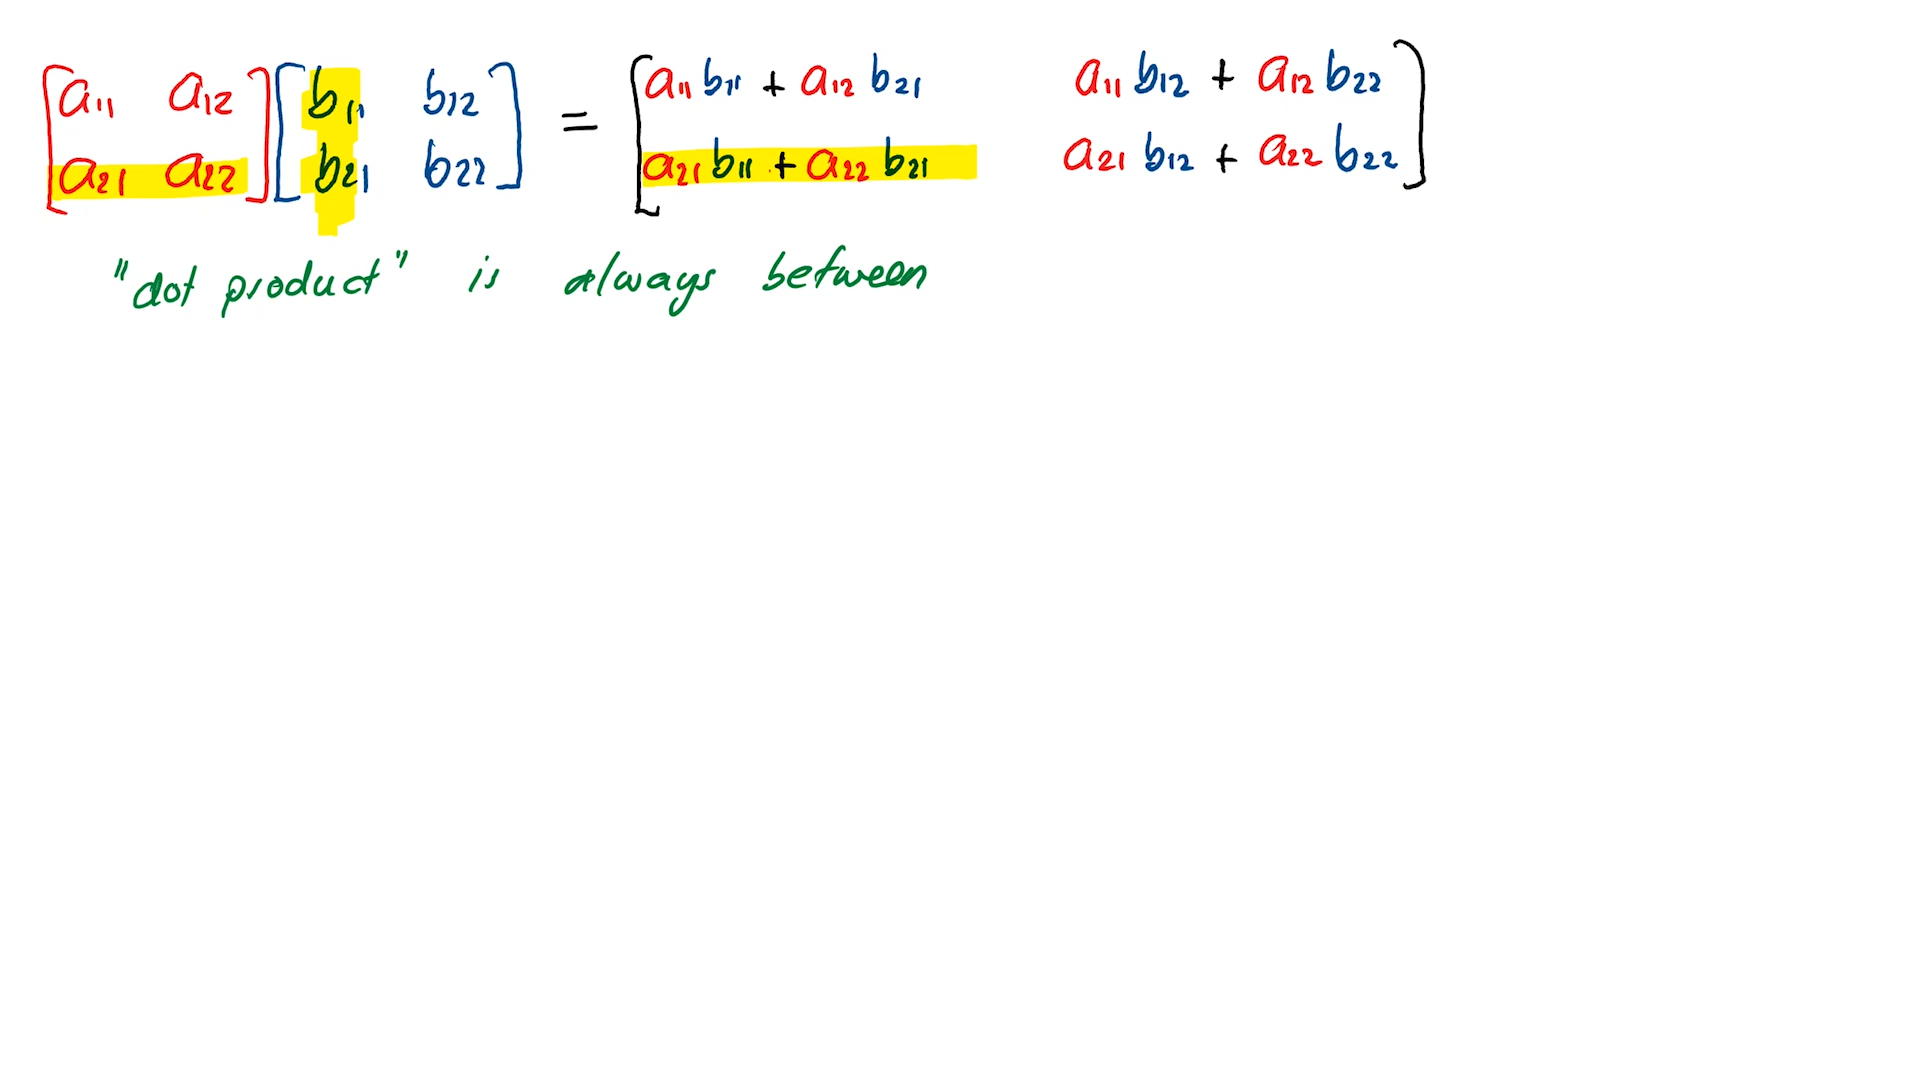 [a₁₁ a₁₂] [b₁₁ b₁₂] = [a₁₁ b₁₁ + a₁₂ b₂₁ a₁₁ b₁₂ + a₁₂ b₂₂]
[a₂₁ a₂₂] [b₂₁ b₂₂] [a₂₁ b₁₁ + a₂₂ b₂₁ a₂₁ b₁₂ + a₂₂ b₂₂]
"dot product" is always between